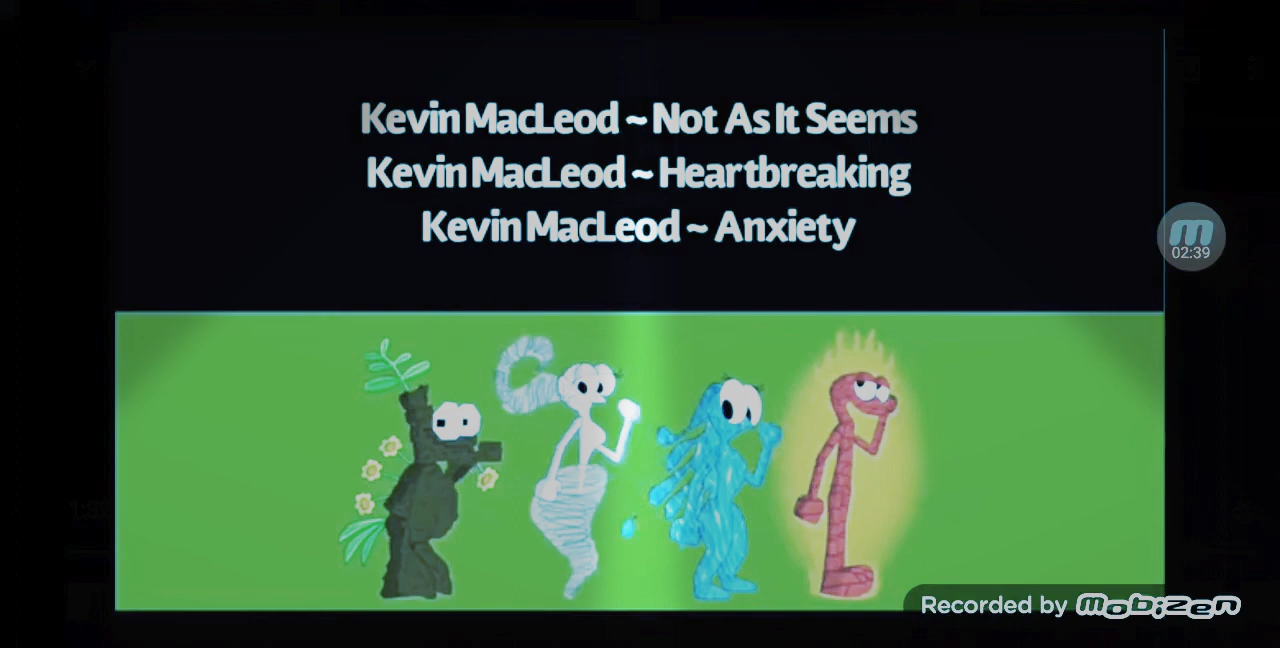 Kevin MacLeod ~ Not As It Seems
Kevin MacLeod ~ Heartbreaking
Kevin MacLeod ~ Anxiety
m
02:39
Recorded by mobizen